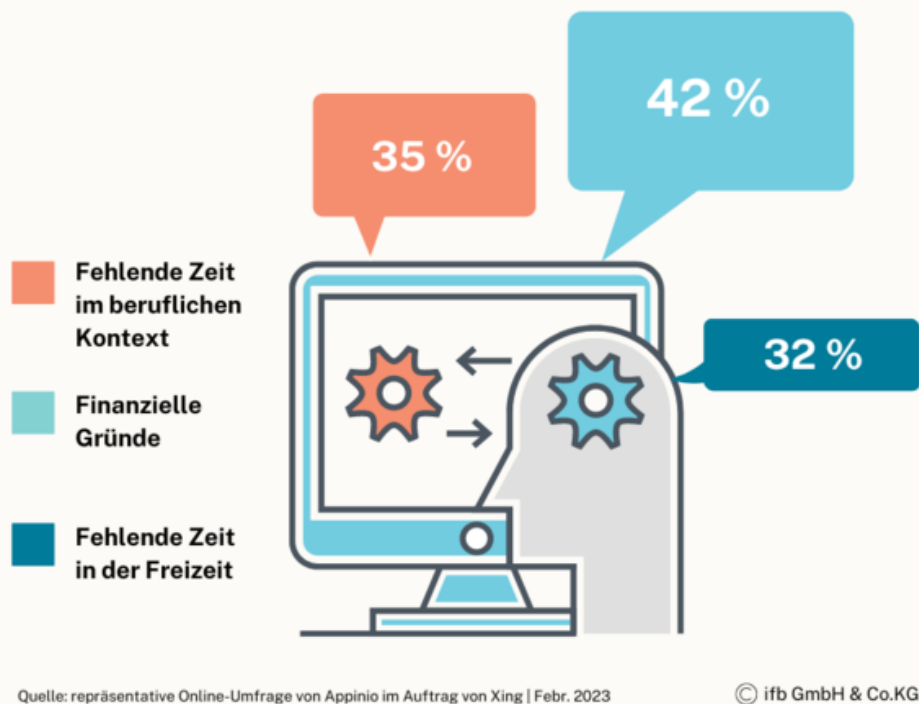 42 %
35 %
Fehlende Zeit
im beruflichen
Kontext
32 %
Finanzielle
Gründe
Fehlende Zeit
in der Freizeit
Quelle: repräsentative Online-Umfrage von Appinio im Auftrag von Xing | Febr. 2023
© ifb GmbH & Co.KG